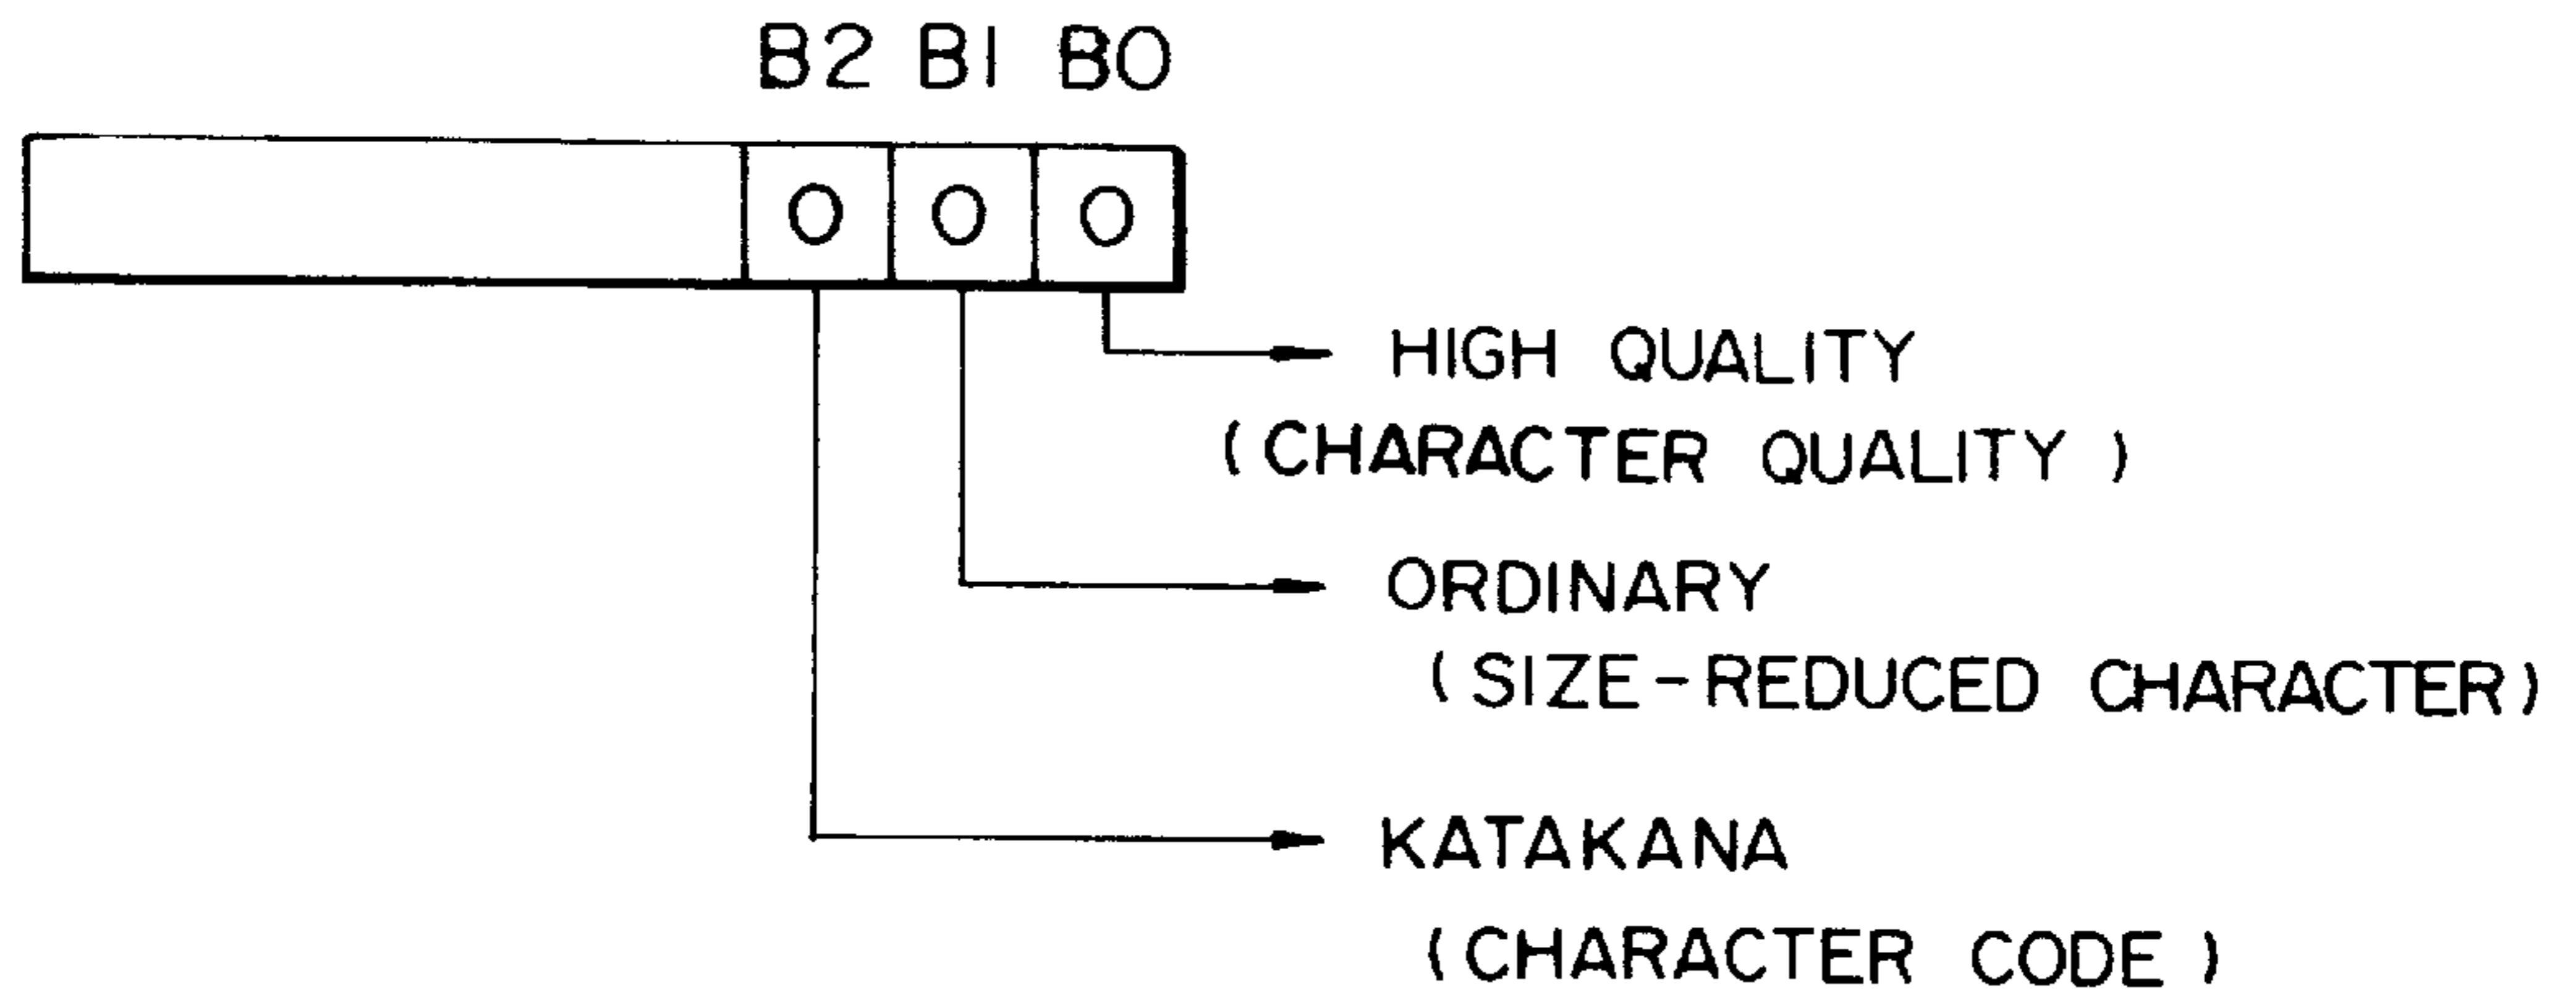 B2 B1 B0
0 0 0
HIGH QUALITY
(CHARACTER QUALITY)
ORDINARY
(SIZE-REDUCED CHARACTER)
KATAKANA
(CHARACTER CODE)